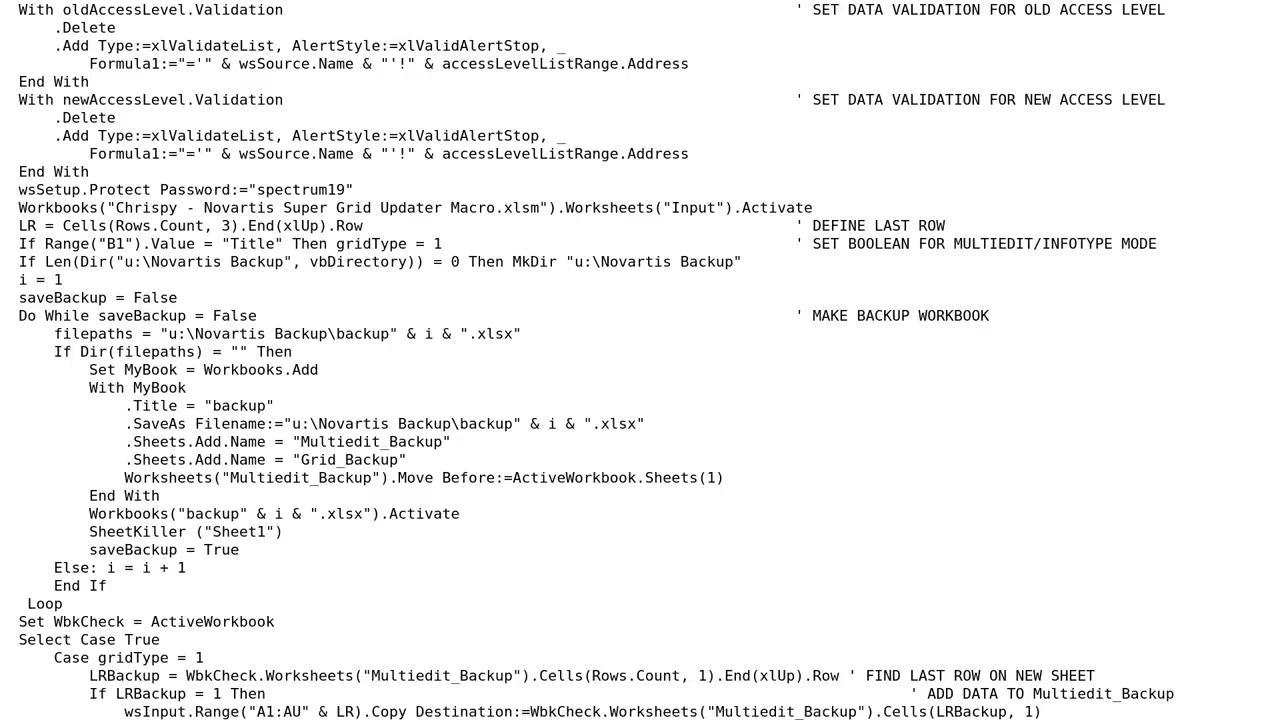 With oldAccessLevel.Validation ' SET DATA VALIDATION FOR OLD ACCESS LEVEL
.Delete
.Add Type:=xlValidateList, AlertStyle:=xlValidAlertStop, _
Formula1:="='" & wsSource.Name & "'!" & accessLevelListRange.Address
End With
With newAccessLevel.Validation ' SET DATA VALIDATION FOR NEW ACCESS LEVEL
.Delete
.Add Type:=xlValidateList, AlertStyle:=xlValidAlertStop, _
Formula1:="='" & wsSource.Name & "'!" & accessLevelListRange.Address
End With
wsSetup.Protect Password:="spectrum19"
Workbooks("Chrispy - Novartis Super Grid Updater Macro.xlsm").Worksheets("Input").Activate
LR = Cells(Rows.Count, 3).End(xlUp).Row ' DEFINE LAST ROW
If Range("B1").Value = "Title" Then gridType = 1 ' SET BOOLEAN FOR MULTIEDIT/INFOTYPE MODE
If Len(Dir("u:\Novartis Backup", vbDirectory)) = 0 Then MkDir "u:\Novartis Backup"
i = 1
saveBackup = False
Do While saveBackup = False ' MAKE BACKUP WORKBOOK
filepaths = "u:\Novartis Backup\backup" & i & ".xlsx"
If Dir(filepaths) = "" Then
Set MyBook = Workbooks.Add
With MyBook
.Title = "backup"
.SaveAs Filename:="u:\Novartis Backup\backup" & i & ".xlsx"
.Sheets.Add.Name = "Multiedit_Backup"
.Sheets.Add.Name = "Grid_Backup"
Worksheets("Multiedit_Backup").Move Before:=ActiveWorkbook.Sheets(1)
End With
Workbooks("backup" & i & ".xlsx").Activate
SheetKiller ("Sheet1")
saveBackup = True
Else: i = i + 1
End If
Loop
Set WbkCheck = ActiveWorkbook
Select Case True
Case gridType = 1
LRBackup = WbkCheck.Worksheets("Multiedit_Backup").Cells(Rows.Count, 1).End(xlUp).Row ' FIND LAST ROW ON NEW SHEET
If LRBackup = 1 Then ' ADD DATA TO Multiedit_Backup
wsInput.Range("A1:AU" & LR).Copy Destination:=WbkCheck.Worksheets("Multiedit_Backup").Cells(LRBackup, 1)